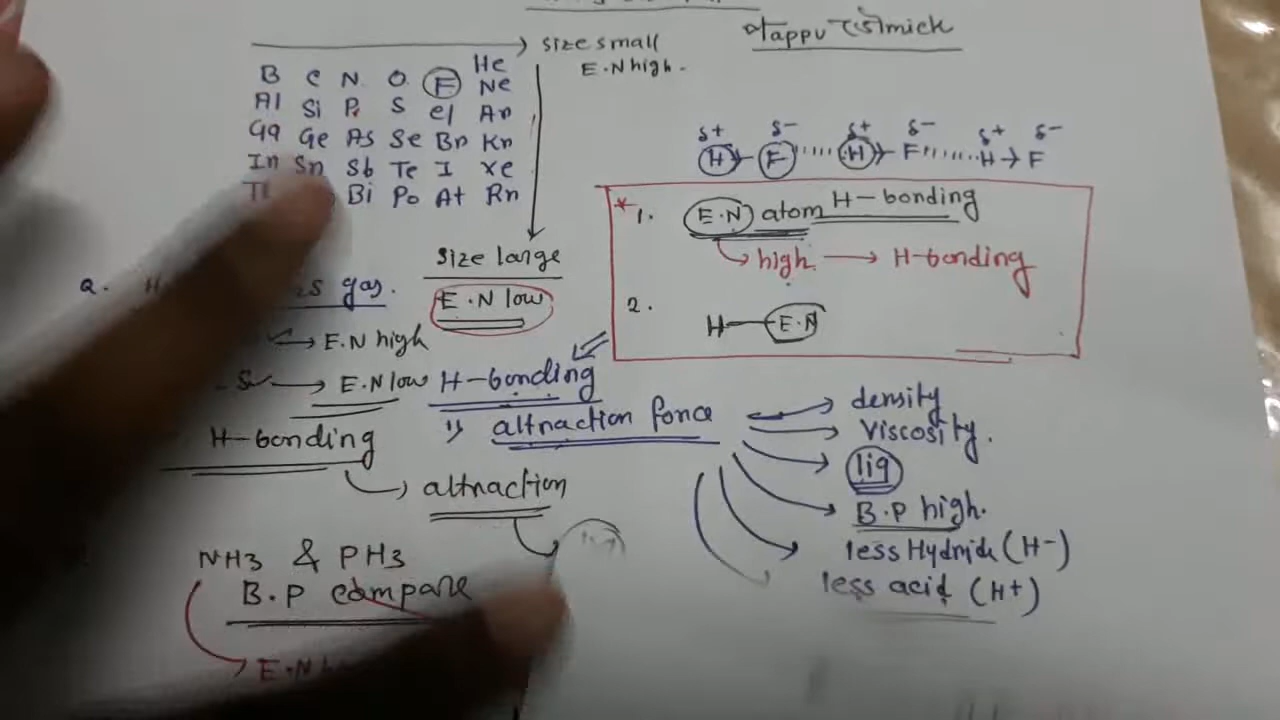 size small
E.N high.
He
B C N O F Ne
Al Si P S Cl Ar
Ga Ge As Se Br Kr
In Sn Sb Te I Xe
Tl Bi Po At Rn
size large
E.N low
δ+ δ- δ+ δ- δ+ δ-
H F H F H F
* 1. E.N atom H-bonding
high. H-bonding
2. H E.N
Q. H gas.
E.N high
S E.N low
H-bonding
attraction
H-bonding
attraction force
density
viscosity.
liq
B.P high.
less Hydride (H-)
less acid (H+)
NH3 & PH3
B.P compare
E.N